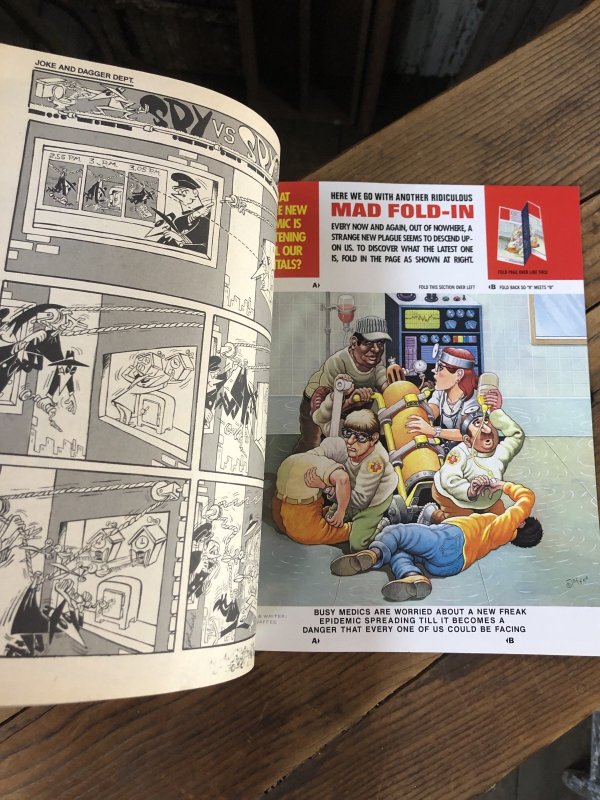 JOKE AND DAGGER DEPT.
SPY VS SPY
2:56 P.M. 3 P.M. 3:05 P.M.
AT
E NEW
MIC IS
TENING
L OUR
TALS?
HERE WE GO WITH ANOTHER RIDICULOUS
MAD FOLD-IN
EVERY NOW AND AGAIN, OUT OF NOWHERE, A
STRANGE NEW PLAGUE SEEMS TO DESCEND UP-
ON US. TO DISCOVER WHAT THE LATEST ONE
IS, FOLD IN THE PAGE AS SHOWN AT RIGHT.
FOLD PAGE OVER LIKE THIS!
A
FOLD THIS SECTION OVER LEFT
B FOLD BACK SO "A" MEETS "B"
& WRITER:
JAFFEE
BUSY MEDICS ARE WORRIED ABOUT A NEW FREAK
EPIDEMIC SPREADING TILL IT BECOMES A
DANGER THAT EVERY ONE OF US COULD BE FACING
A
B